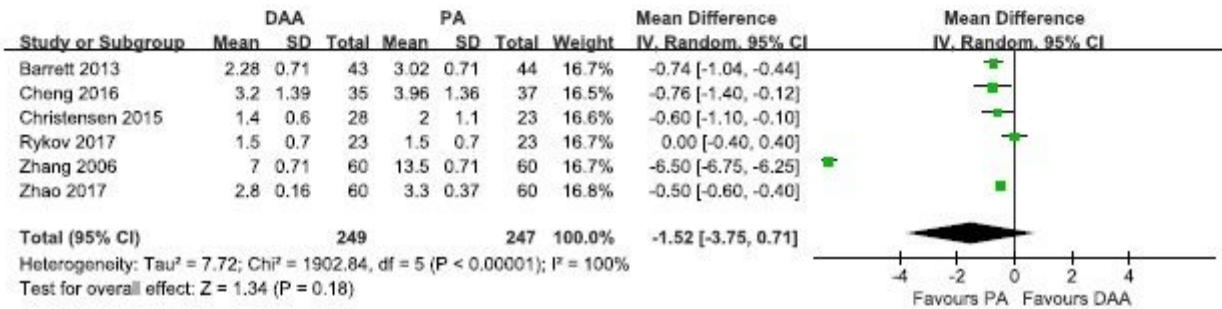 DAA PA Mean Difference Mean Difference
Study or Subgroup Mean SD Total Mean SD Total Weight IV, Random, 95% CI IV, Random, 95% CI
Barrett 2013 2.28 0.71 43 3.02 0.71 44 16.7% -0.74 [-1.04, -0.44]
Cheng 2016 3.2 1.39 35 3.96 1.36 37 16.5% -0.76 [-1.40, -0.12]
Christensen 2015 1.4 0.6 28 2 1.1 23 16.6% -0.60 [-1.10, -0.10]
Rykov 2017 1.5 0.7 23 1.5 0.7 23 16.7% 0.00 [-0.40, 0.40]
Zhang 2006 7 0.71 60 13.5 0.71 60 16.7% -6.50 [-6.75, -6.25]
Zhao 2017 2.8 0.16 60 3.3 0.37 60 16.8% -0.50 [-0.60, -0.40]
Total (95% CI) 249 247 100.0% -1.52 [-3.75, 0.71]
Heterogeneity: Tau² = 7.72; Chi² = 1902.84, df = 5 (P < 0.00001); I² = 100%
Test for overall effect: Z = 1.34 (P = 0.18)
-4 -2 0 2 4
Favours PA Favours DAA